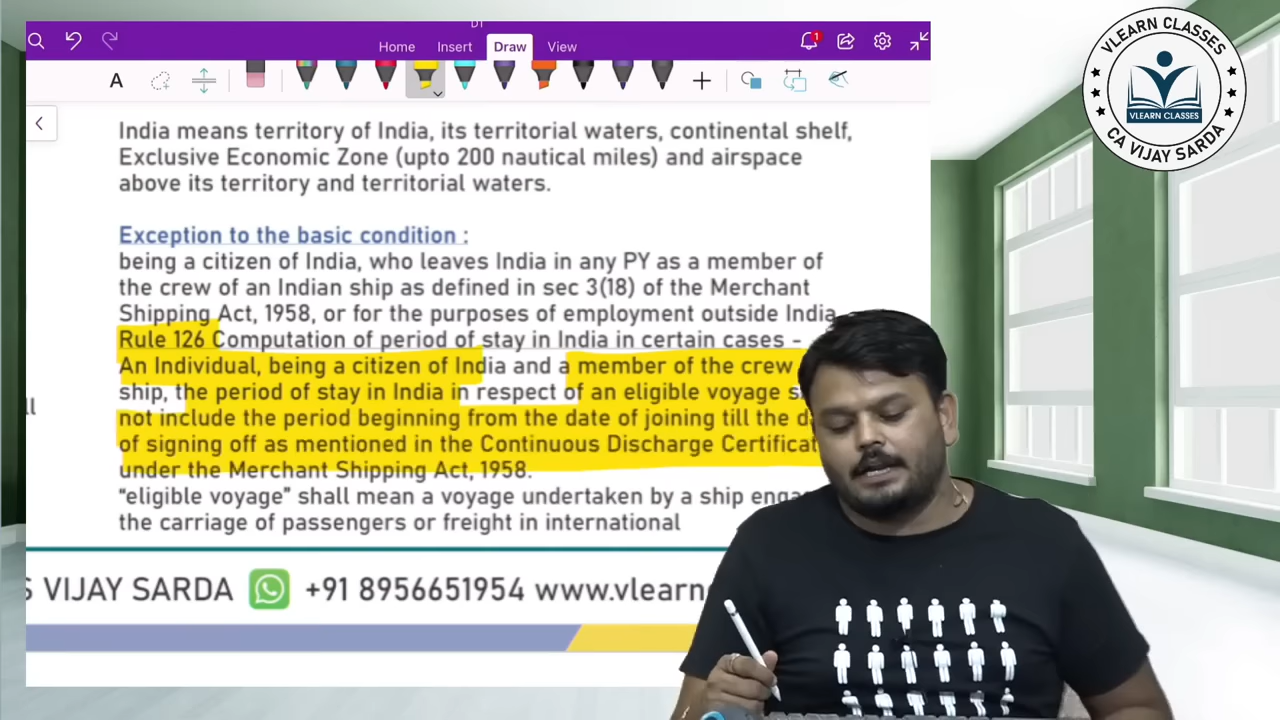 Home Insert Draw View
1
A
India means territory of India, its territorial waters, continental shelf,
Exclusive Economic Zone (upto 200 nautical miles) and airspace
above its territory and territorial waters.
Exception to the basic condition :
being a citizen of India, who leaves India in any PY as a member of
the crew of an Indian ship as defined in sec 3(18) of the Merchant
Shipping Act, 1958, or for the purposes of employment outside India
Rule 126 Computation of period of stay in India in certain cases -
An Individual, being a citizen of India and a member of the crew
ship, the period of stay in India in respect of an eligible voyage
not include the period beginning from the date of joining till the
of signing off as mentioned in the Continuous Discharge Certificat
under the Merchant Shipping Act, 1958.
"eligible voyage" shall mean a voyage undertaken by a ship
the carriage of passengers or freight in international
VIJAY SARDA +91 8956651954 www.vlearn
VLEARN CLASSES
VLEARN CLASSES
CA VIJAY SARDA